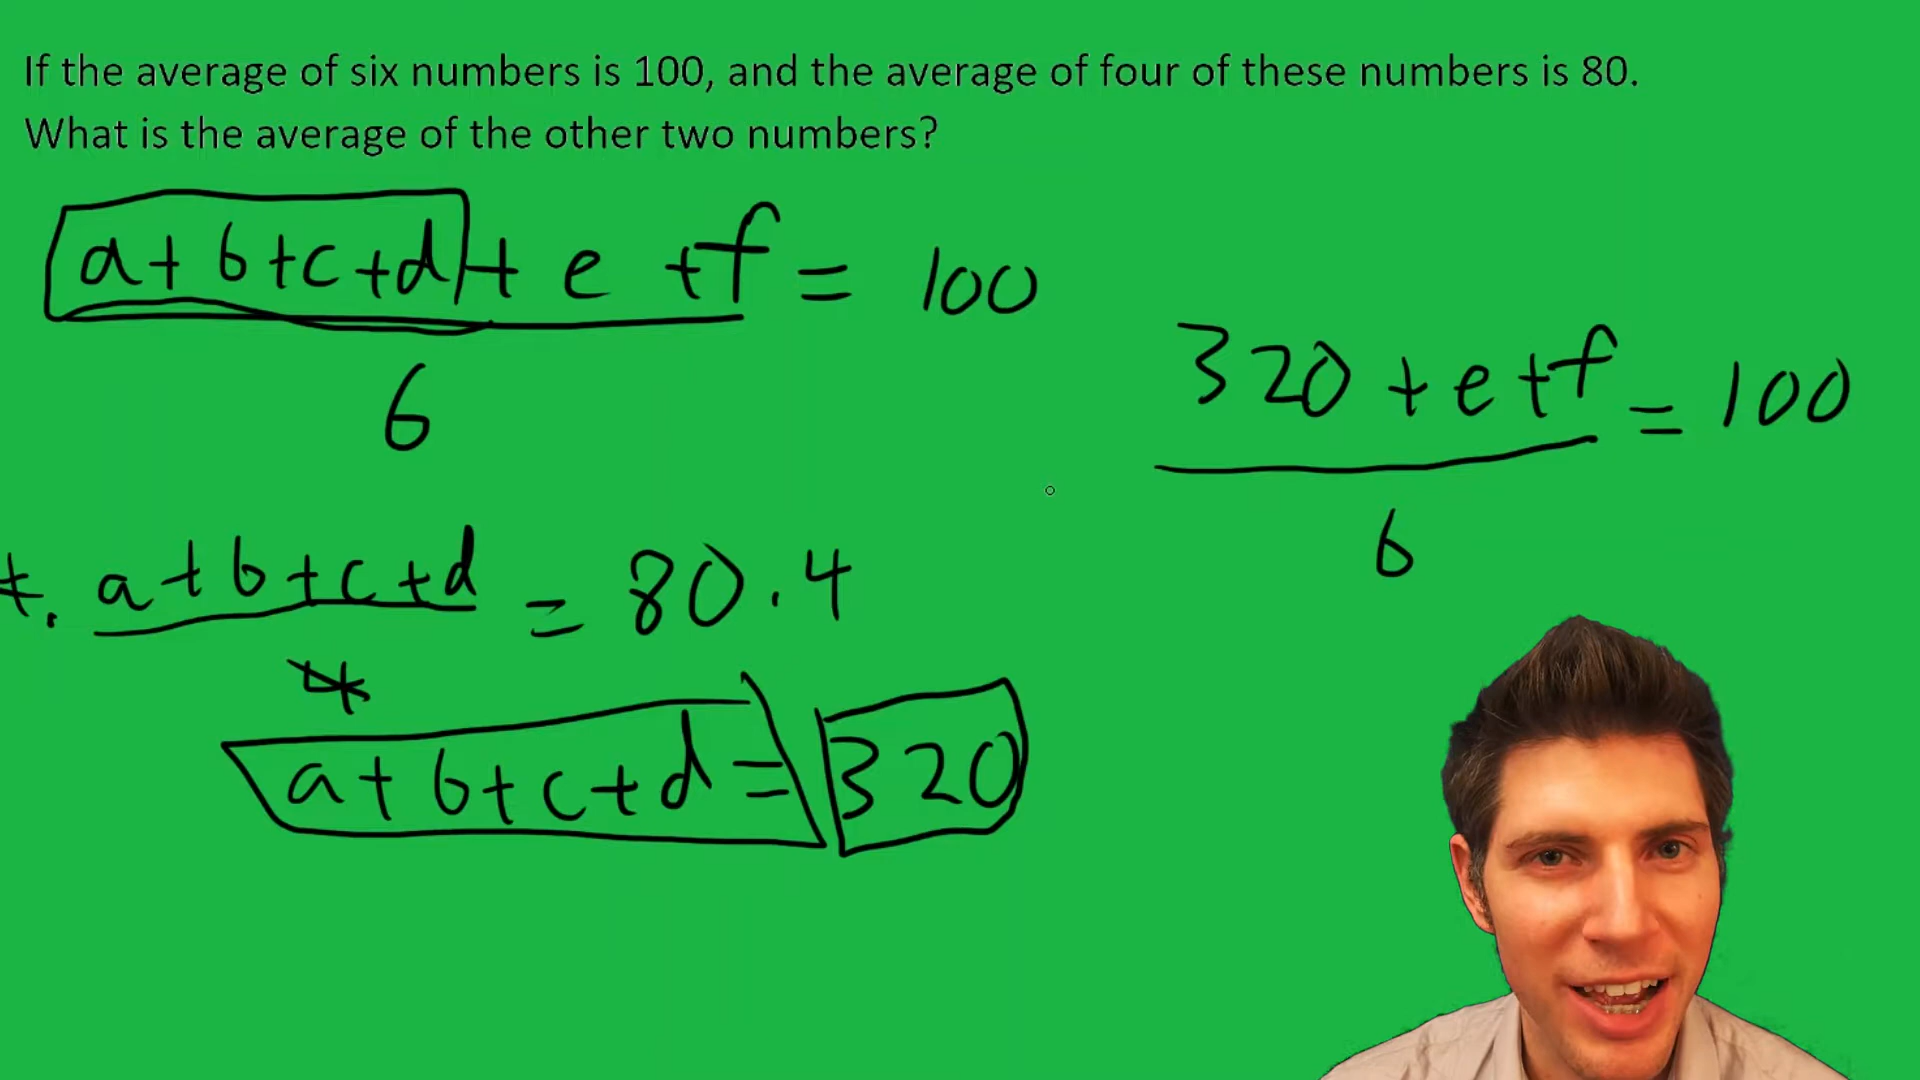 If the average of six numbers is 100, and the average of four of these numbers is 80.
What is the average of the other two numbers?
a + b + c + d + e + f = 100
6
320 + e + f = 100
6
4. a + b + c + d = 80.4
4
a + b + c + d = 320